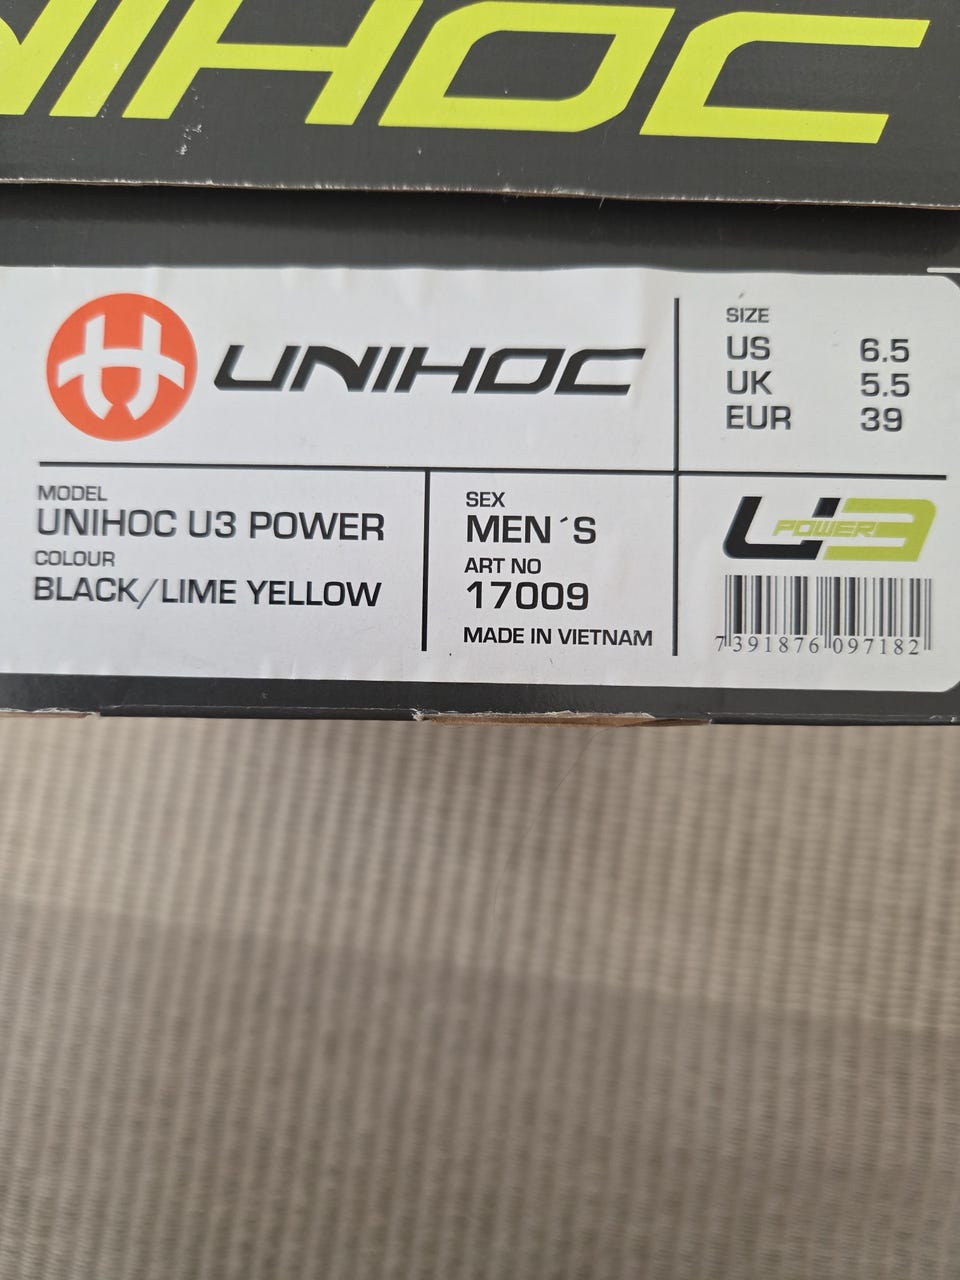 UNIHOC
UNIHOC
SIZE
US 6.5
UK 5.5
EUR 39
MODEL
UNIHOC U3 POWER
COLOUR
BLACK/LIME YELLOW
SEX
MEN´S
ART NO
17009
MADE IN VIETNAM
U3
POWER
7391876097182